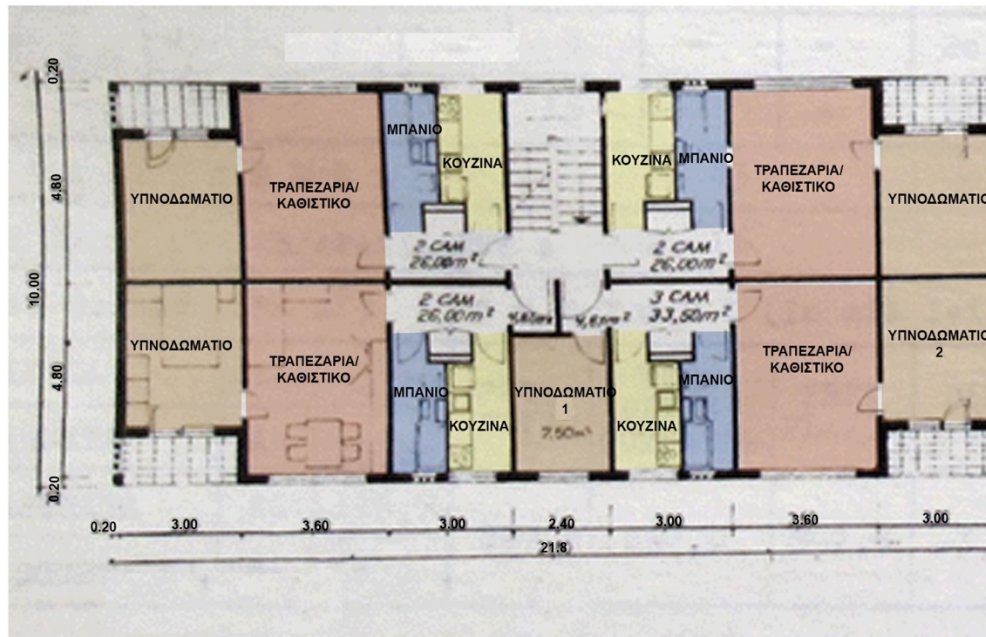 0.20
4.80
10.00
4.80
0.20
ΜΠΑΝΙΟ
ΚΟΥΖΙΝΑ
ΚΟΥΖΙΝΑ
ΜΠΑΝΙΟ
ΥΠΝΟΔΩΜΑΤΙΟ
ΤΡΑΠΕΖΑΡΙΑ/
ΚΑΘΙΣΤΙΚΟ
ΤΡΑΠΕΖΑΡΙΑ/
ΚΑΘΙΣΤΙΚΟ
ΥΠΝΟΔΩΜΑΤΙΟ
2 CAM
26,00m²
2 CAM
26,00m²
2 CAM
26,00m²
3 CAM
33,50m²
ΥΠΝΟΔΩΜΑΤΙΟ
ΤΡΑΠΕΖΑΡΙΑ/
ΚΑΘΙΣΤΙΚΟ
ΜΠΑΝΙΟ
ΚΟΥΖΙΝΑ
ΥΠΝΟΔΩΜΑΤΙΟ
1
7.50m²
ΚΟΥΖΙΝΑ
ΜΠΑΝΙΟ
ΤΡΑΠΕΖΑΡΙΑ/
ΚΑΘΙΣΤΙΚΟ
ΥΠΝΟΔΩΜΑΤΙΟ
2
0.20 3.00 3.60 3.00 2.40 3.00 3.60 3.00
21.8